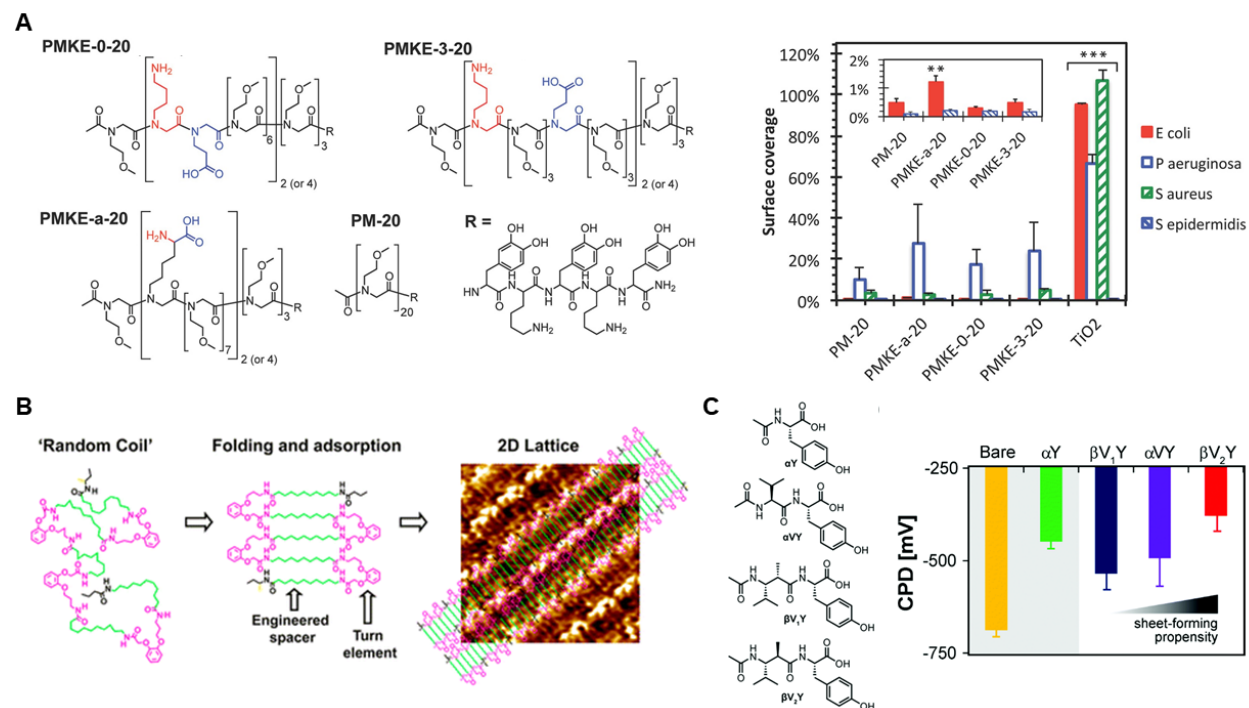 A
PMKE-0-20
NH2
N
O
OH
6
3
R
2 (or 4)
PMKE-3-20
NH2
HO
O
N
3
3
3
R
2 (or 4)
PMKE-a-20
H2N
OH
O
N
7
3
R
2 (or 4)
PM-20
O
N
20
R
R =
HO
OH
HN
H
N
O
NH2
NH2
NH2
Surface coverage
120%
100%
80%
60%
40%
20%
0%
2%
1%
0%
**
***
PM-20
PMKE-a-20
PMKE-0-20
PMKE-3-20
PM-20
PMKE-a-20
PMKE-0-20
PMKE-3-20
TiO2
E coli
P aeruginosa
S aureus
S epidermidis
B
'Random Coil'
Folding and adsorption
2D Lattice
Engineered
spacer
Turn
element
C
αY
αVY
βV1Y
βV2Y
CPD [mV]
-250
-500
-750
Bare
αY
βV1Y
αVY
βV2Y
sheet-forming
propensity